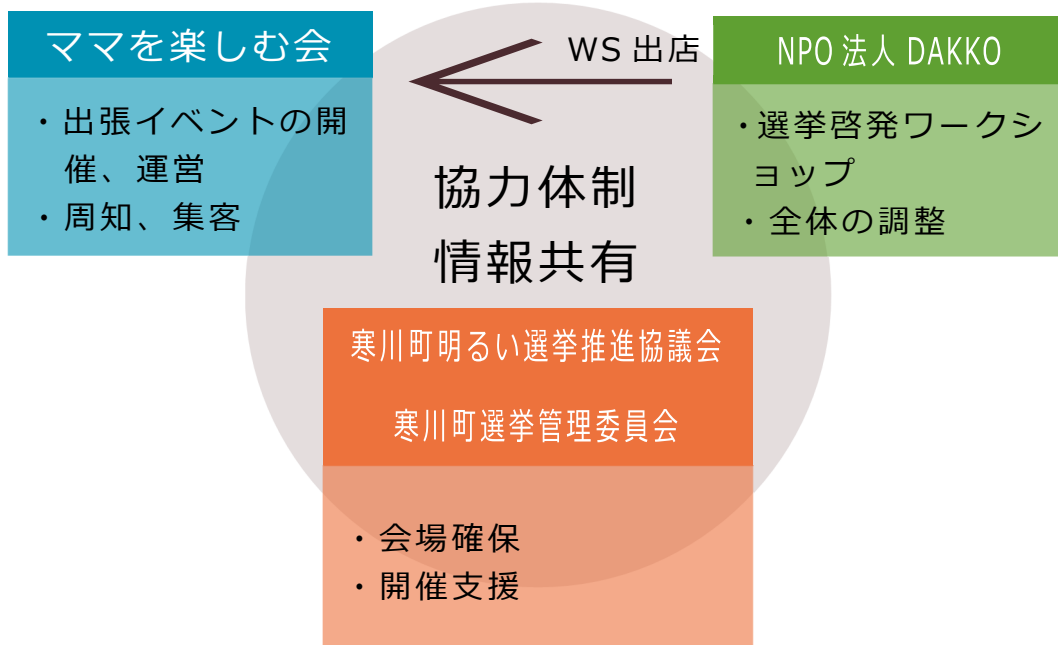 ママを楽しむ会
・出張イベントの開
催、運営
・周知、集客
WS 出店
NPO 法人 DAKKO
・選挙啓発ワークシ
ョップ
・全体の調整
協力体制
情報共有
寒川町明るい選挙推進協議会
寒川町選挙管理委員会
・会場確保
・開催支援